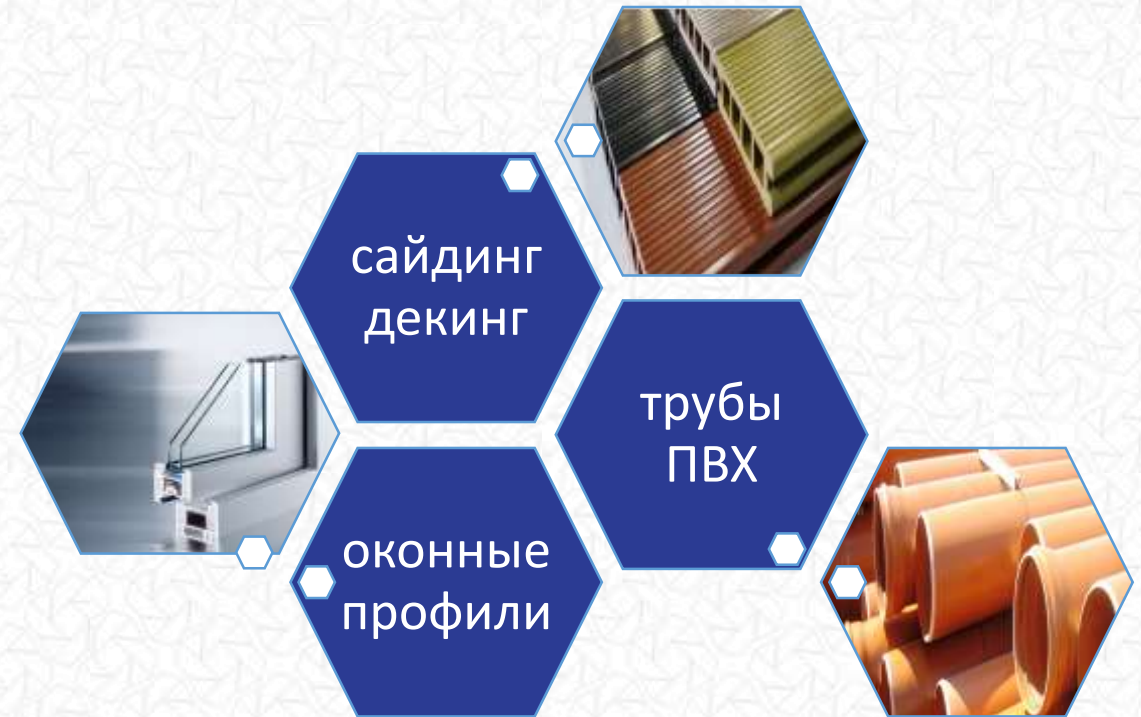 сайдинг
декинг
трубы
ПВХ
оконные
профили